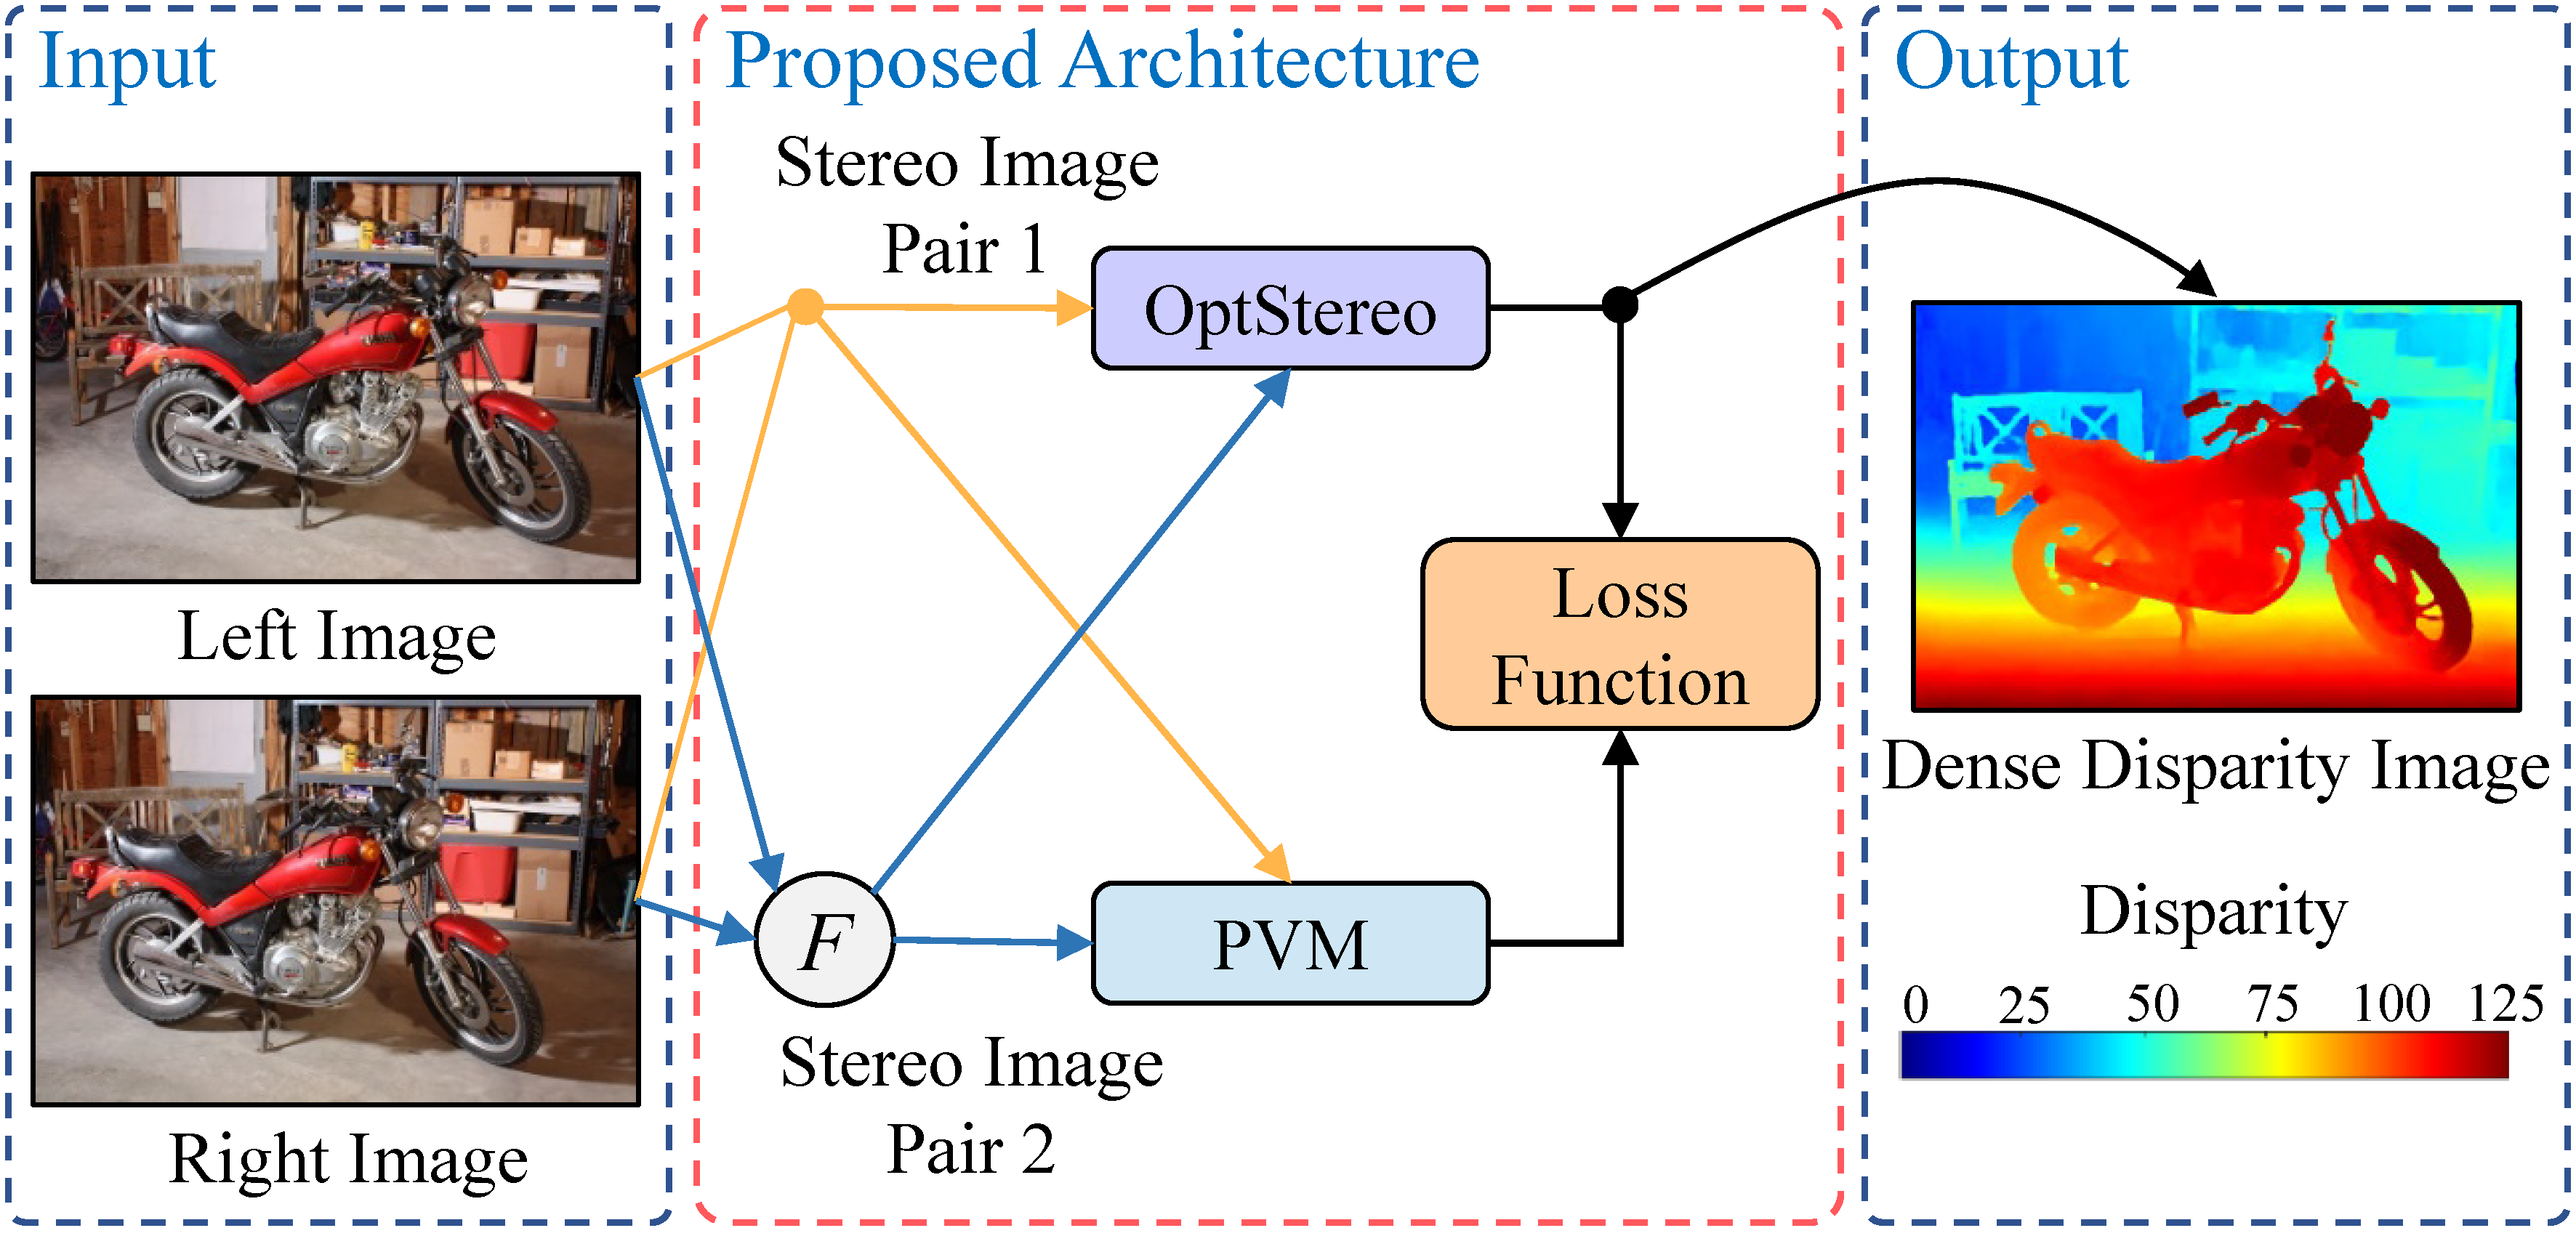 Input
Left Image
Right Image
Proposed Architecture
Stereo Image
Pair 1
OptStereo
Loss
Function
F
PVM
Stereo Image
Pair 2
Output
Dense Disparity Image
Disparity
0 25 50 75 100 125